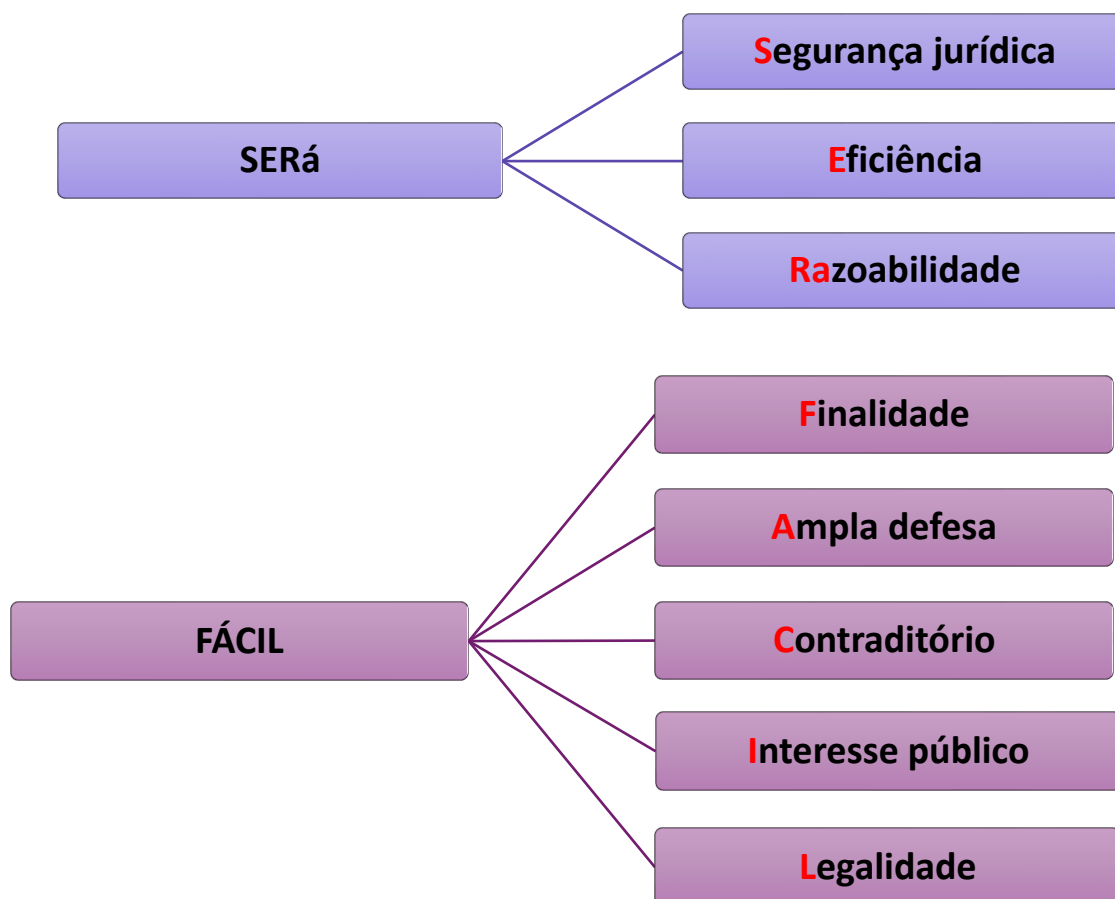 SERá
Segurança jurídica
Eficiência
Razoabilidade
FÁCIL
Finalidade
Ampla defesa
Contraditório
Interesse público
Legalidade